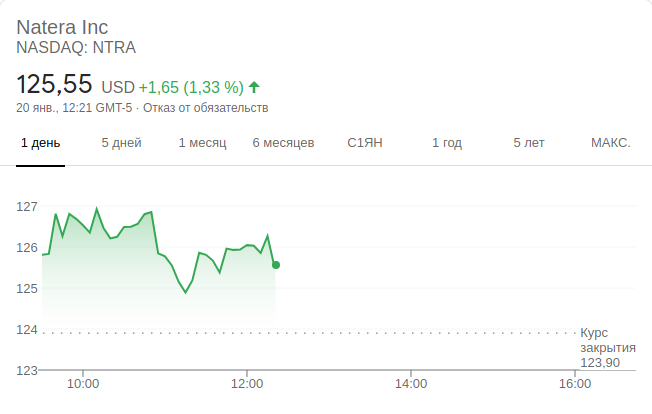 Natera Inc
NASDAQ: NTRA
125,55 USD +1,65 (1,33 %)
20 янв., 12:21 GMT-5 · Отказ от обязательств
1 день 5 дней 1 месяц 6 месяцев С1ЯН 1 год 5 лет МАКС.
127
126
125
124
Курс
закрытия
123,90
123
10:00 12:00 14:00 16:00